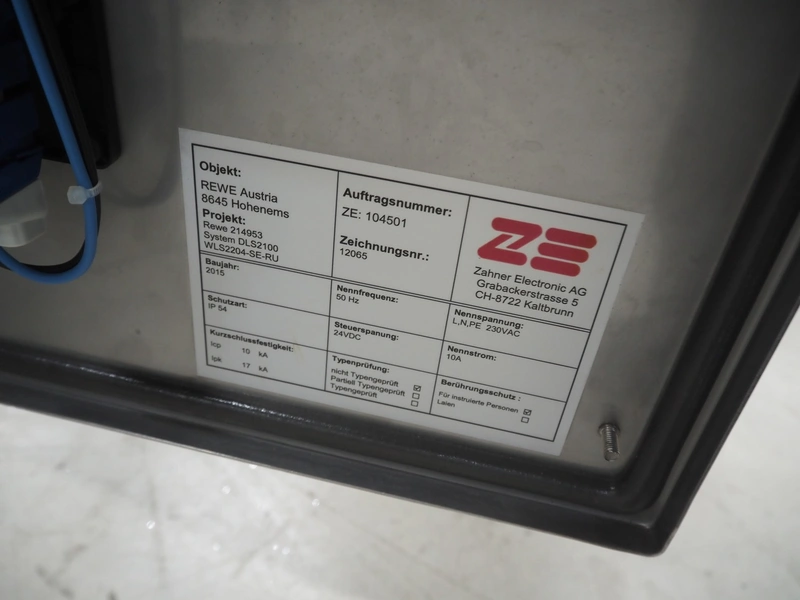 Objekt:
REWE Austria
8645 Hohenems
Projekt:
Rewe 214953
System DLS2100
WLS2204-SE-RU
Auftragsnummer:
ZE: 104501
Zeichnungsnr.:
12065
ZE
Zahner Electronic AG
Grabackerstrasse 5
CH-8722 Kaltbrunn
Baujahr:
2015
Nennfrequenz:
50 Hz
Nennspannung:
L,N,PE 230VAC
Schutzart:
IP 54
Steuerspanung:
24VDC
Nennstrom:
10A
Kurzschlussfestigkeit:
Icp 10 kA
Ipk 17 kA
Typenprüfung:
nicht Typengeprüft ☑
Partiell Typengeprüft ☐
Typengeprüft ☐
Berührungsschutz :
Für instruierte Personen ☑
Laien ☐